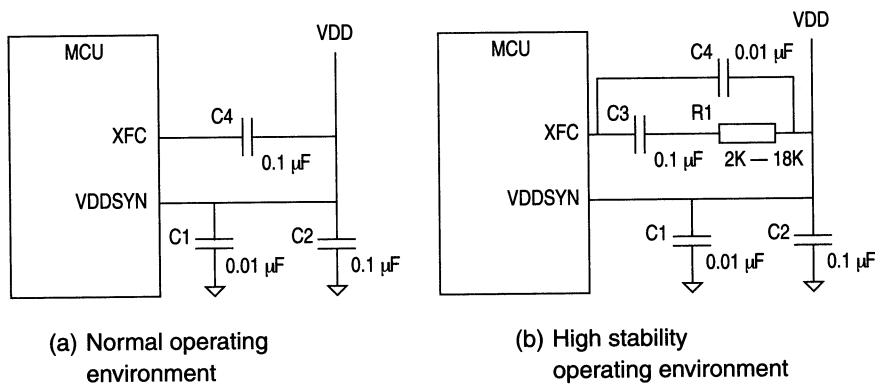 MCU
VDD
C4
XFC
0.1 µF
VDDSYN
C1
C2
0.01 µF
0.1 µF
(a) Normal operating
environment
VDD
MCU
C4 0.01 µF
C3
R1
XFC
0.1 µF
2K — 18K
VDDSYN
C1
C2
0.01 µF
0.1 µF
(b) High stability
operating environment